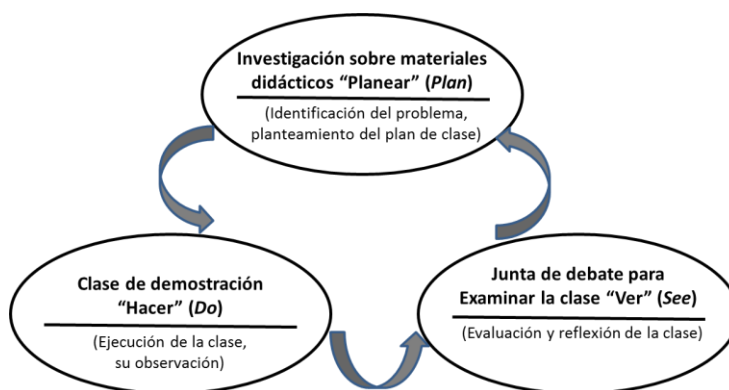 Investigación sobre materiales
didácticos “Planear” (Plan)
(Identificación del problema,
planteamiento del plan de clase)
Clase de demostración
“Hacer” (Do)
(Ejecución de la clase,
su observación)
Junta de debate para
Examinar la clase “Ver” (See)
(Evaluación y reflexión de la clase)